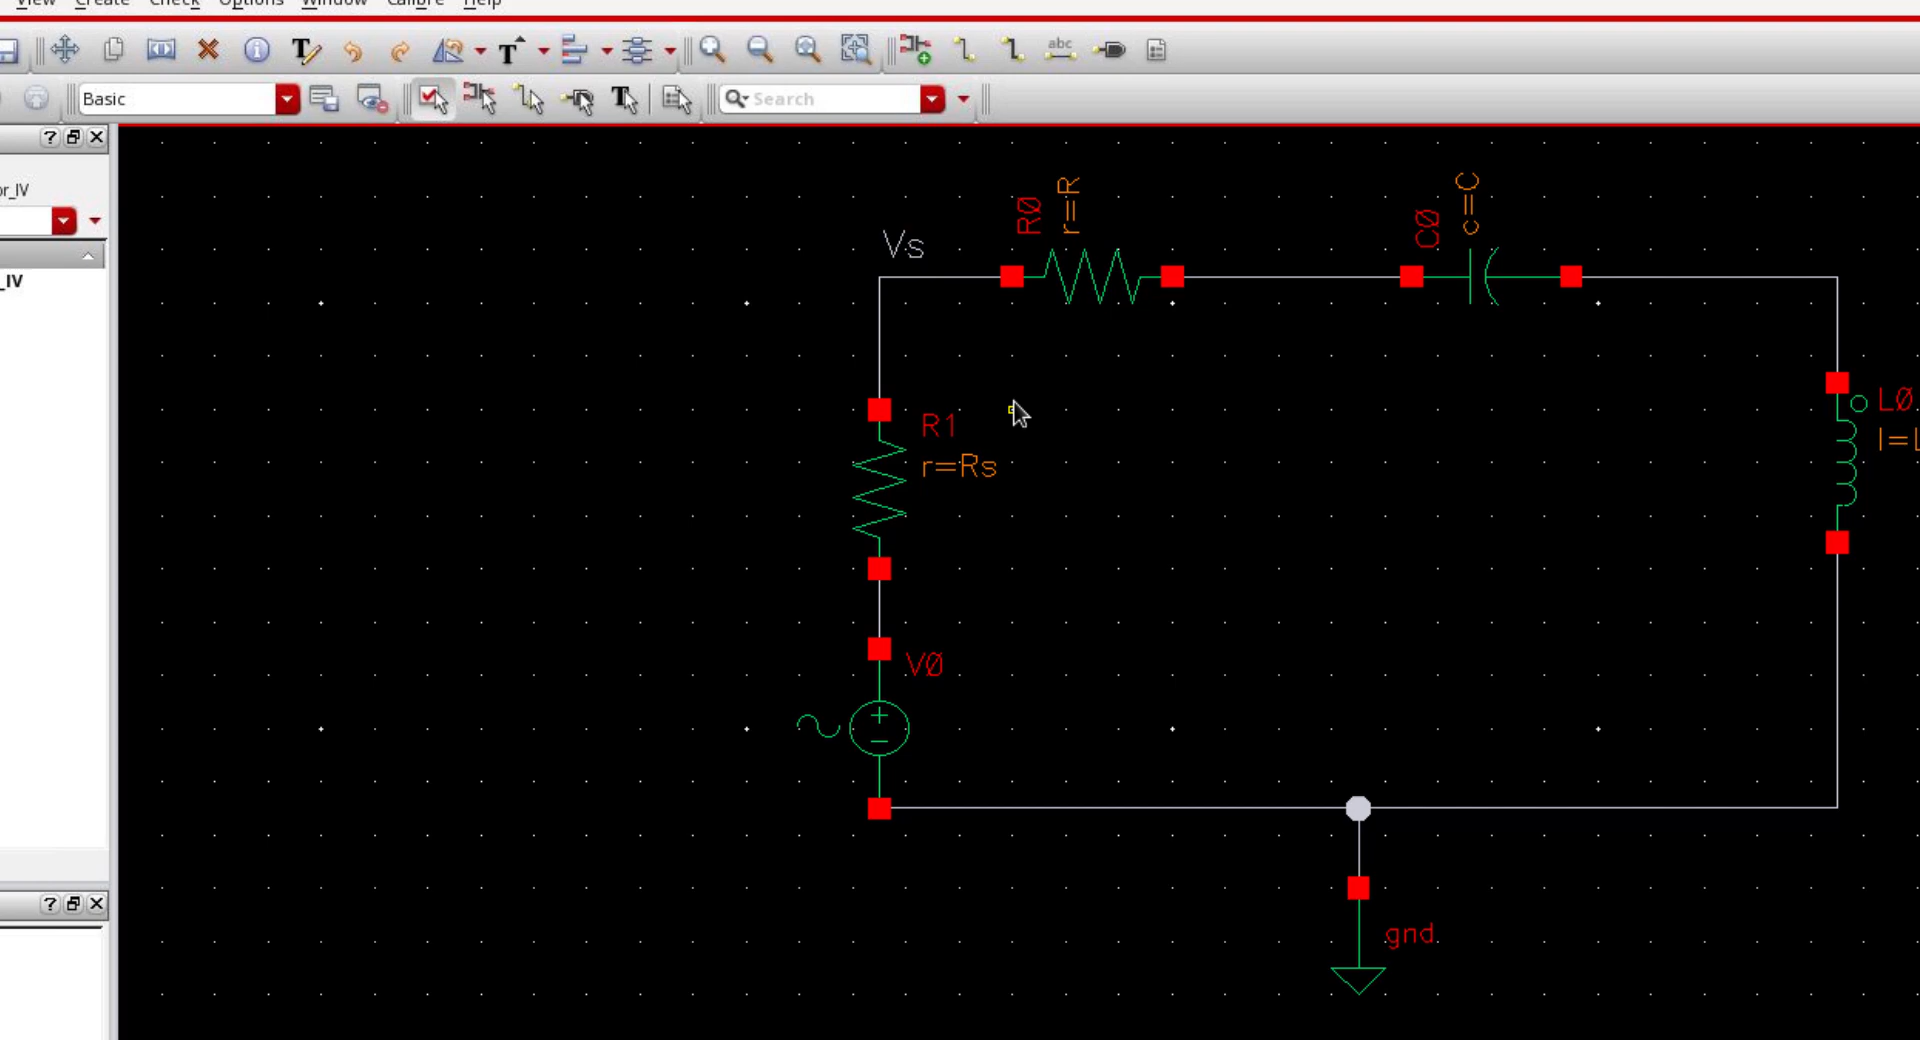 View Create Check Options Window Calibre Help
abc
Basic
Search
or_IV
_IV
R0
r=R
C0
c=C
Vs
R1
r=Rs
L0
l=L
V0
gnd